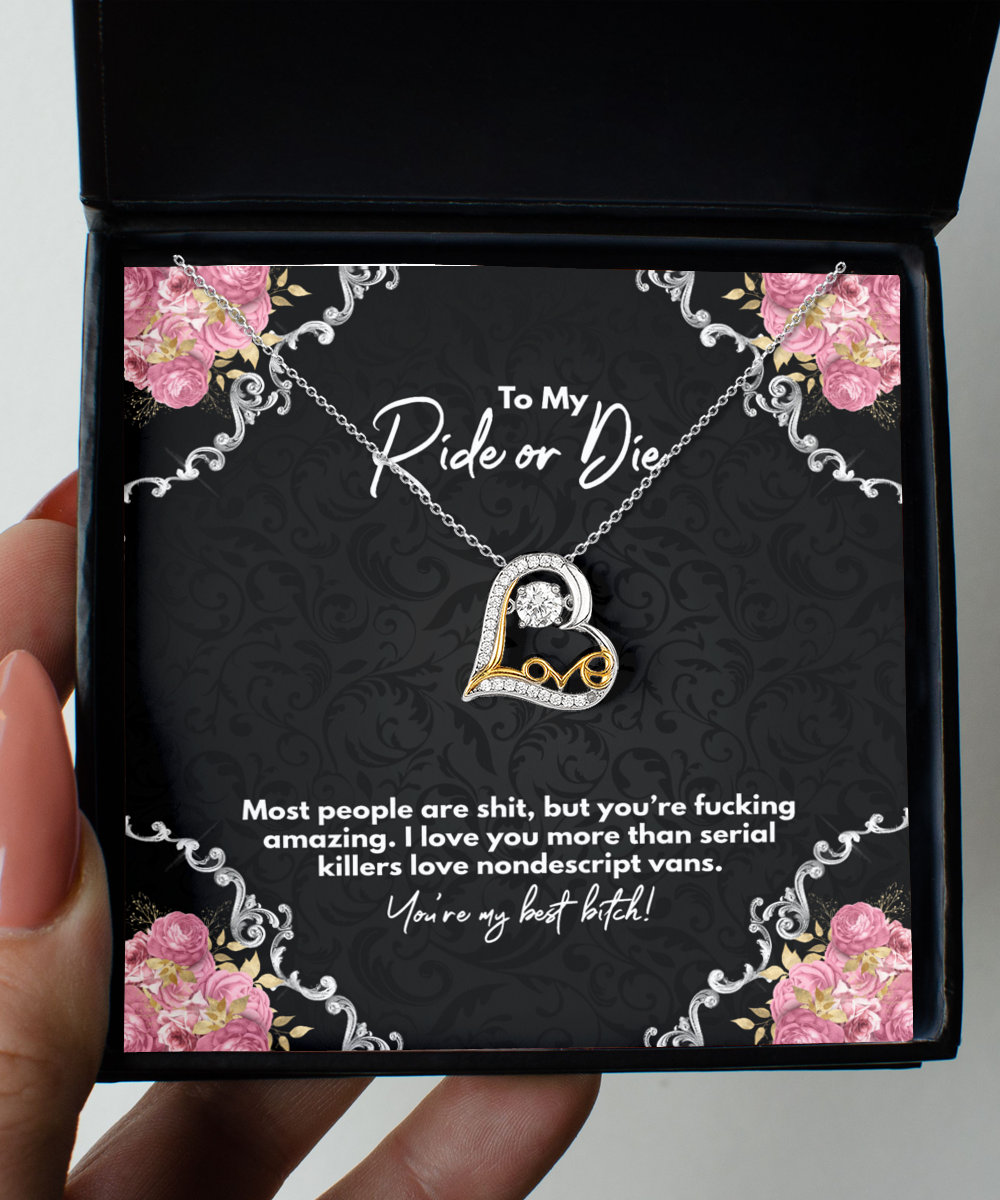 To My
Ride or Die
Love
Most people are shit, but you're fucking
amazing. I love you more than serial
killers love nondescript vans.
You're my best bitch!